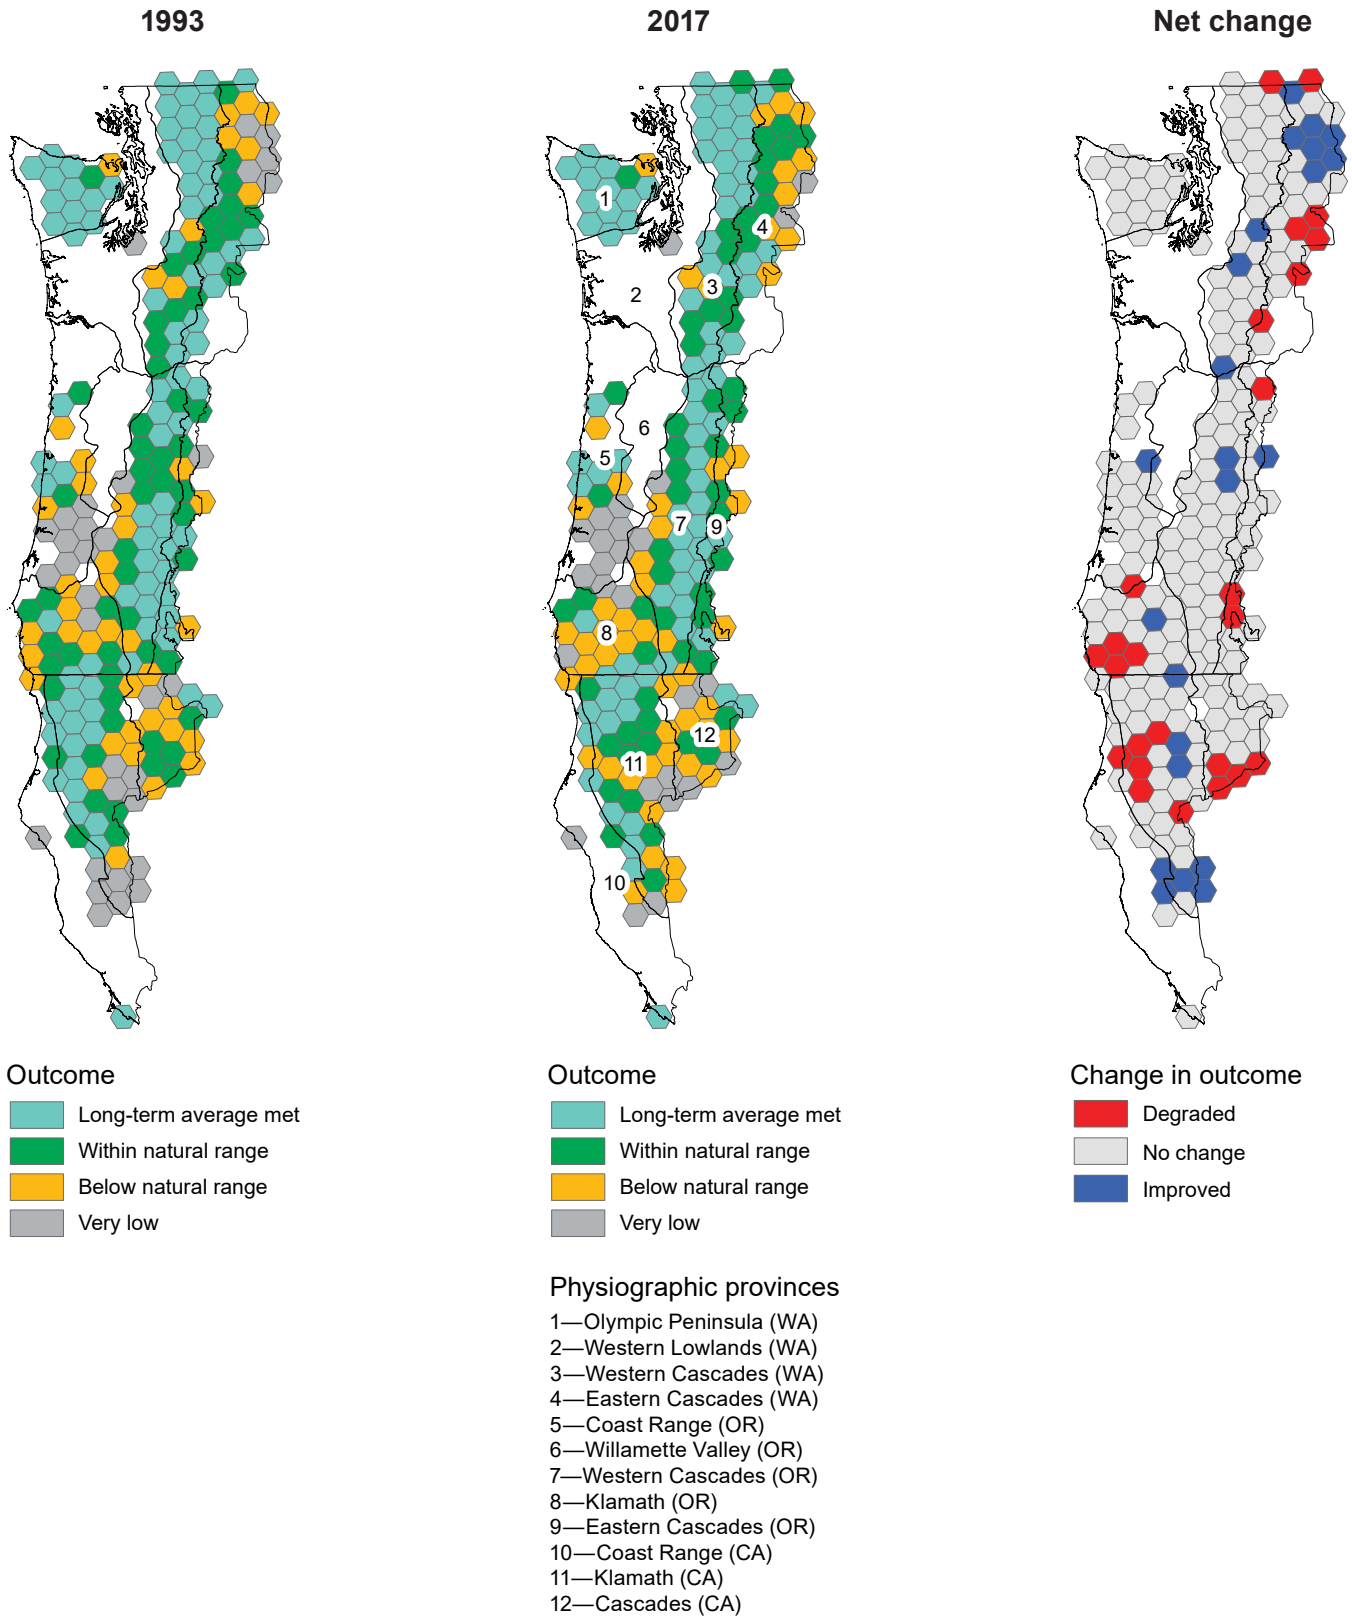 1993
2017
Net change
1
2
3
4
5
6
7
8
9
10
11
12
Outcome
Long-term average met
Within natural range
Below natural range
Very low
Outcome
Long-term average met
Within natural range
Below natural range
Very low
Change in outcome
Degraded
No change
Improved
Physiographic provinces
1—Olympic Peninsula (WA)
2—Western Lowlands (WA)
3—Western Cascades (WA)
4—Eastern Cascades (WA)
5—Coast Range (OR)
6—Willamette Valley (OR)
7—Western Cascades (OR)
8—Klamath (OR)
9—Eastern Cascades (OR)
10—Coast Range (CA)
11—Klamath (CA)
12—Cascades (CA)